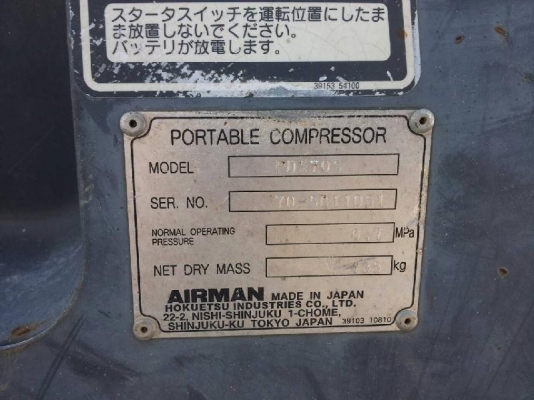 スタータスイッチを運転位置にしたま
ま放置しないでください。
バッテリが放電します。
39153 54100
PORTABLE COMPRESSOR
MODEL
SER. NO.
NORMAL OPERATING
PRESSURE MPa
NET DRY MASS kg
AIRMAN MADE IN JAPAN
HOKUETSU INDUSTRIES CO., LTD.
22-2, NISHI-SHINJUKU 1-CHOME,
SHINJUKU-KU TOKYO JAPAN 39103 10810